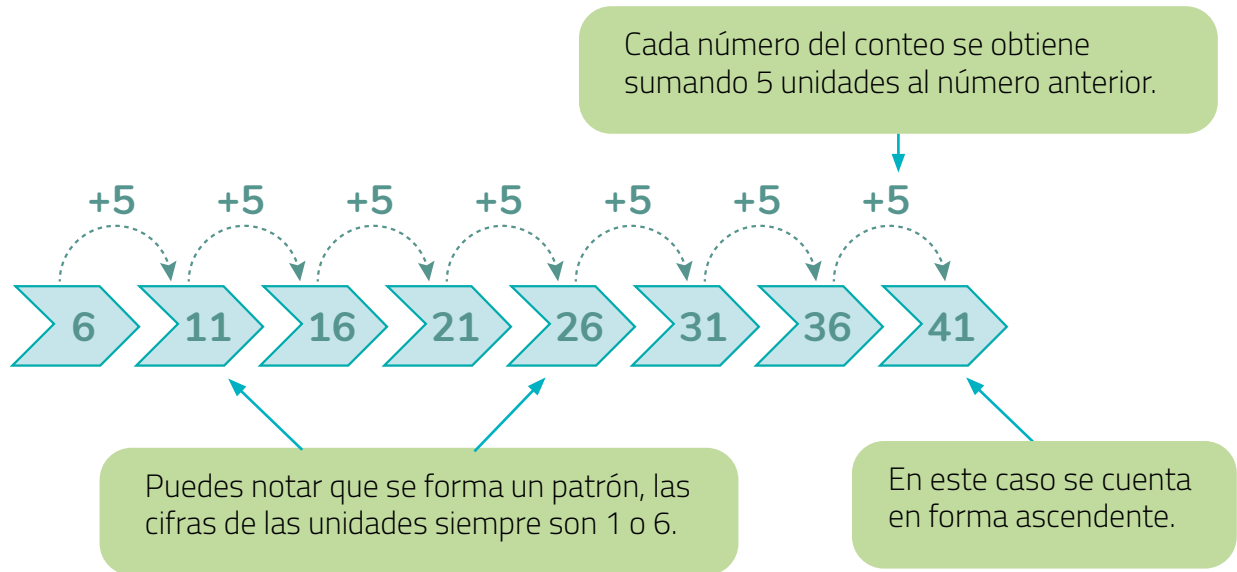 Cada número del conteo se obtiene
sumando 5 unidades al número anterior.
+5 +5 +5 +5 +5 +5 +5
6 11 16 21 26 31 36 41
Puedes notar que se forma un patrón, las
cifras de las unidades siempre son 1 o 6.
En este caso se cuenta
en forma ascendente.